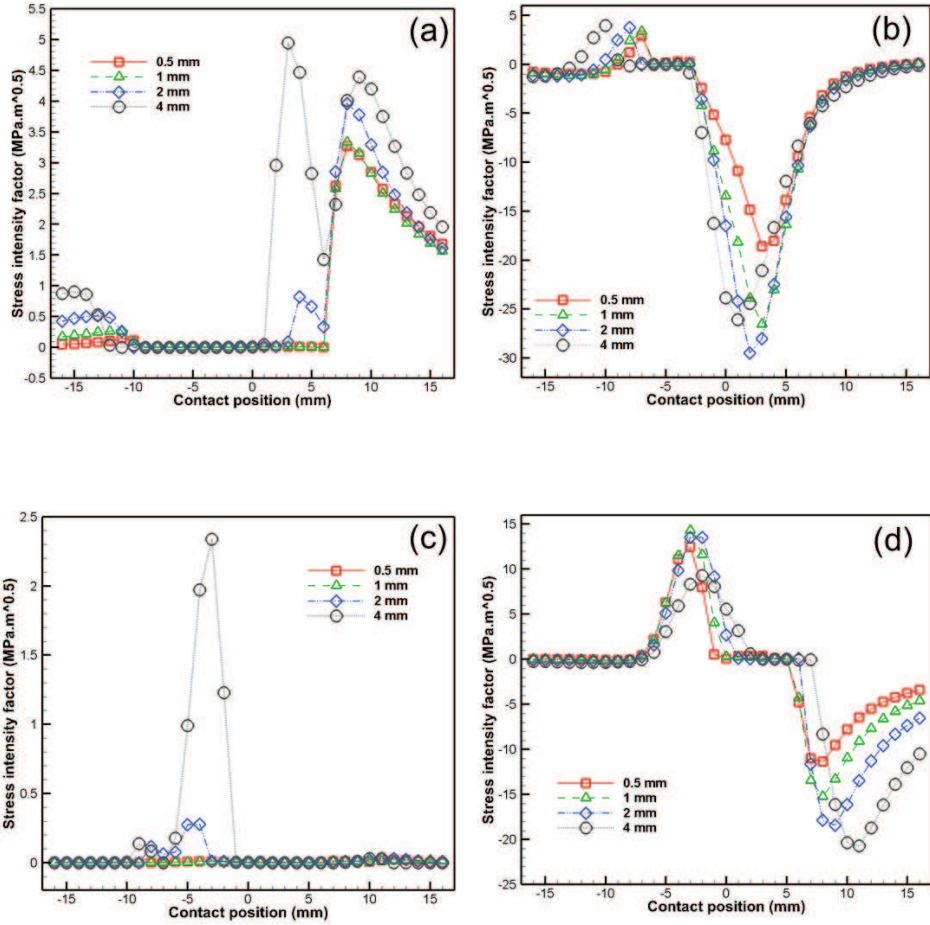 (a)
Stress intensity factor (MPa.m^0.5)
5.5
5
4.5
4
3.5
3
2.5
2
1.5
1
0.5
0
-0.5
0.5 mm
1 mm
2 mm
4 mm
-15 -10 -5 0 5 10 15
Contact position (mm)
(b)
Stress intensity factor (MPa.m^0.5)
5
0
-5
-10
-15
-20
-25
-30
0.5 mm
1 mm
2 mm
4 mm
-15 -10 -5 0 5 10 15
Contact position (mm)
(c)
Stress intensity factor (MPa.m^0.5)
2.5
2
1.5
1
0.5
0
0.5 mm
1 mm
2 mm
4 mm
-15 -10 -5 0 5 10 15
Contact position (mm)
(d)
Stress intensity factor (MPa.m^0.5)
15
10
5
0
-5
-10
-15
-20
-25
0.5 mm
1 mm
2 mm
4 mm
-15 -10 -5 0 5 10 15
Contact position (mm)